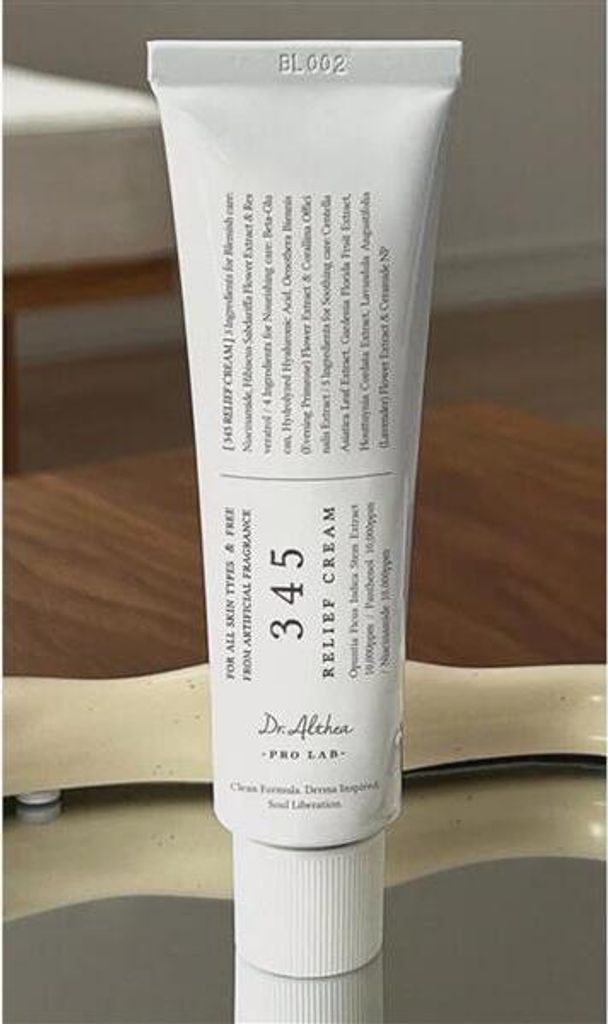 BL002
[ 345 RELIEF CREAM ] 3 Ingredients for Blemish care:
Niacinamide, Hibiscus Sabdariffa Flower Extract & Res
veratrol / 4 Ingredients for Nourishing care: Beta-Glu
can, Hydrolyzed Hyaluronic Acid, Oenothera Biennis
(Evening Primrose) Flower Extract & Corallina Offici
nalis Extract / 5 Ingredients for Soothing care: Centella
Asiatica Leaf Extract, Gardenia Florida Fruit Extract,
Houttuynia Cordata Extract, Lavandula Augustifolia
(Lavender) Flower Extract & Ceramide NP
FOR ALL SKIN TYPES & FREE
FROM ARTIFICIAL FRAGRANCE
345
RELIEF CREAM
Opuntia Ficus Indica Stem Extract
10,000ppm / Panthenol 10,000ppm
/ Niacinamide 10,000ppm
Dr. Althea
-PRO LAB-
Clean Formula. Derma Inspired.
Soul Liberation.